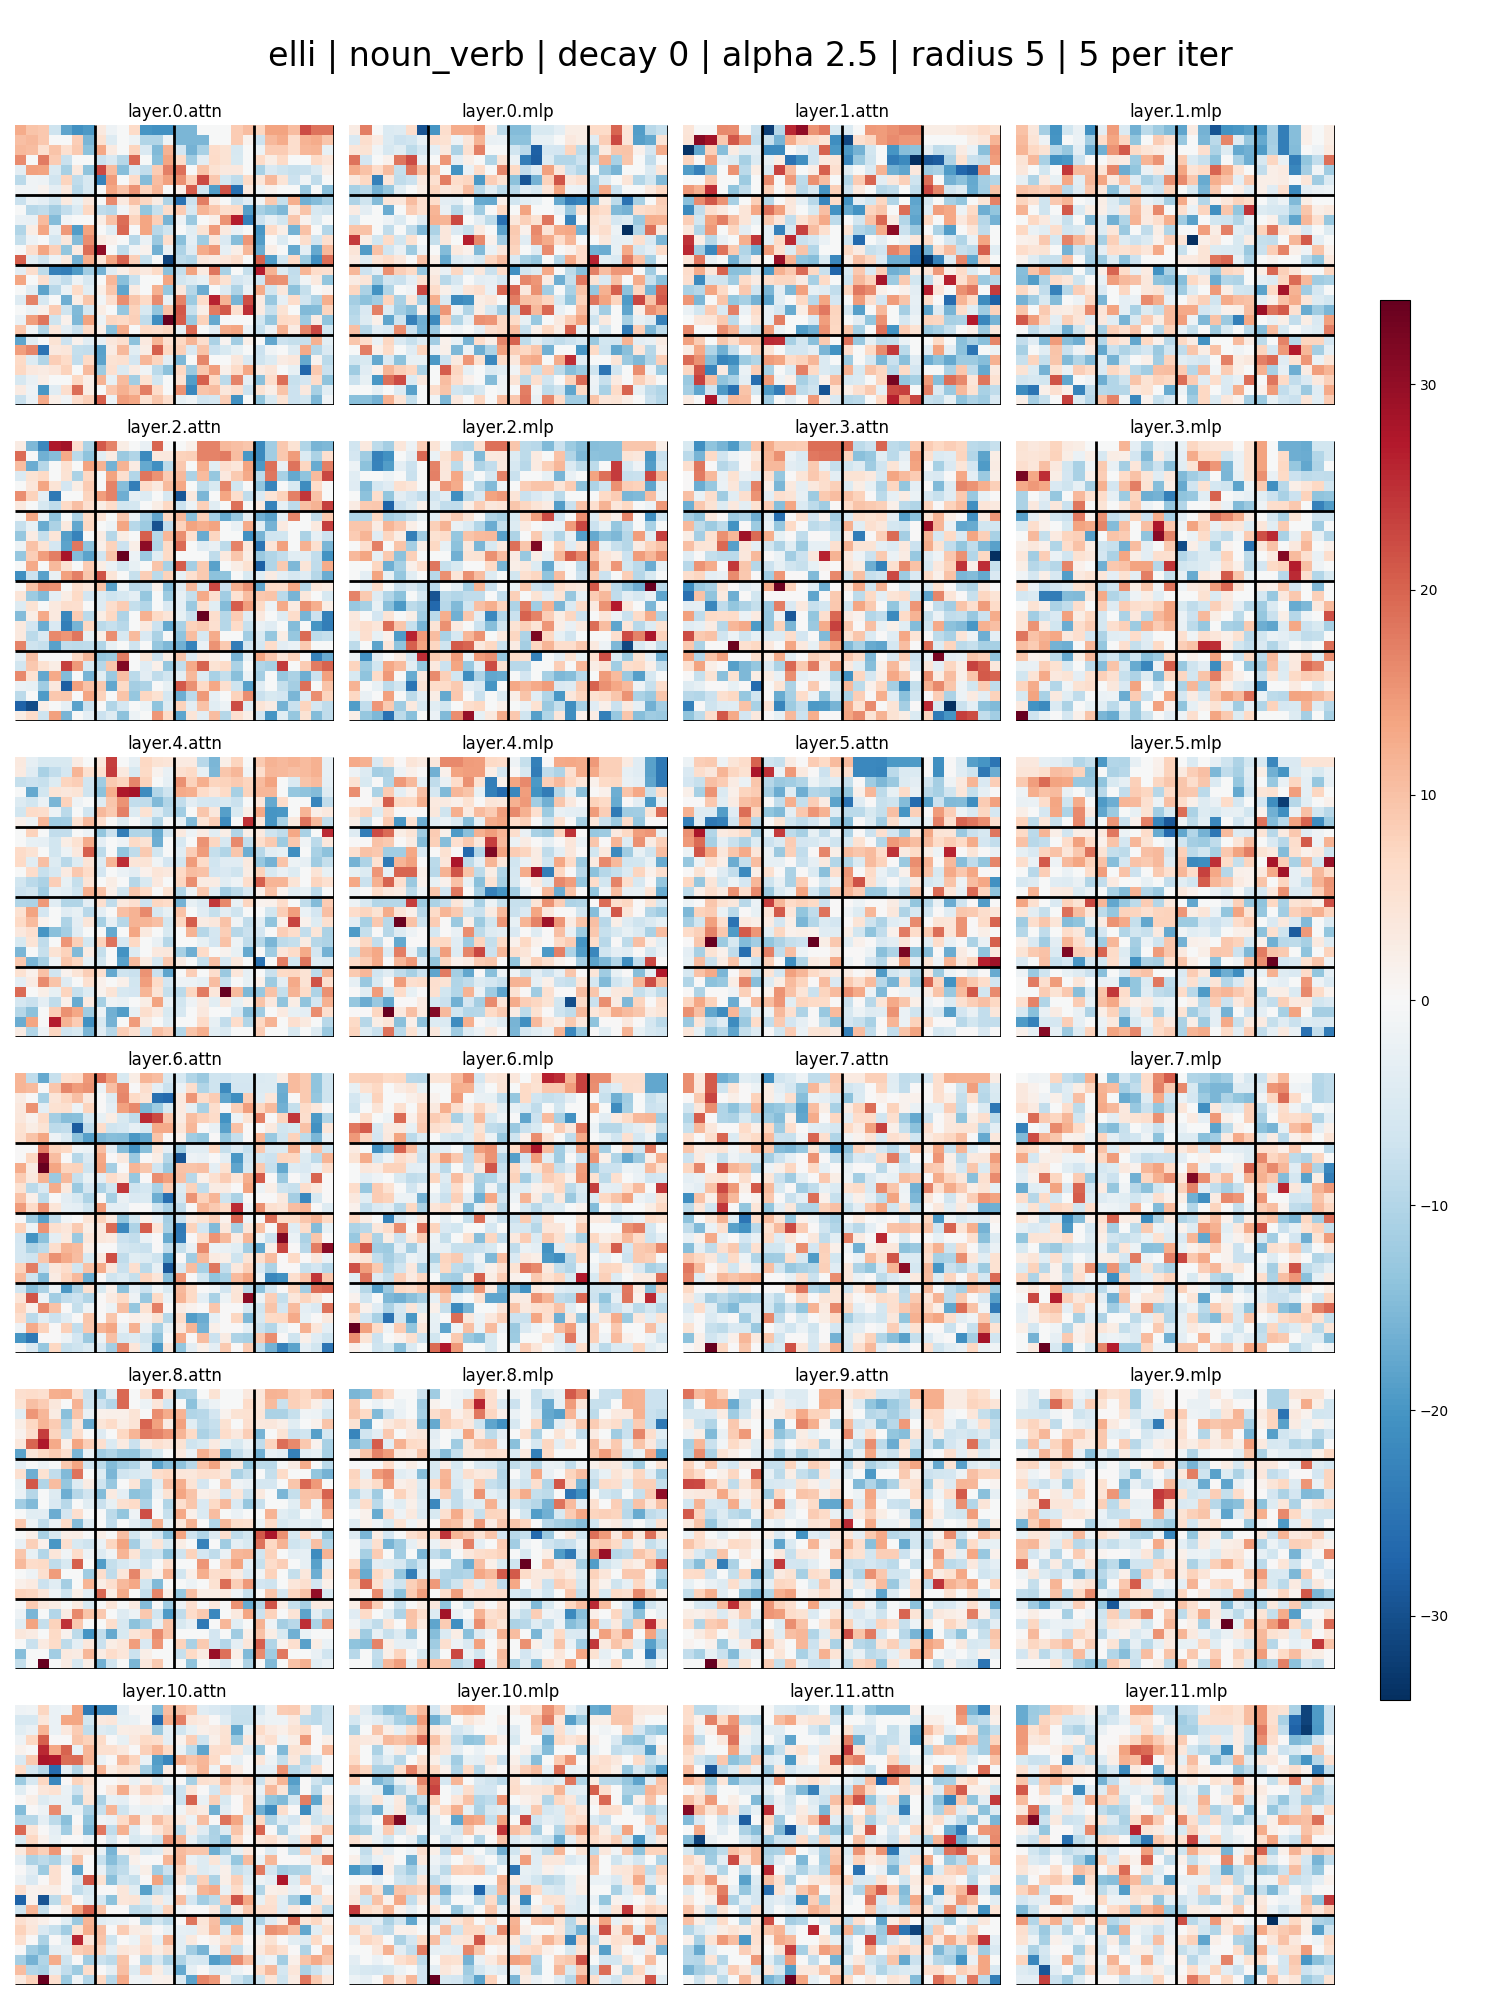 elli | noun_verb | decay 0 | alpha 2.5 | radius 5 | 5 per iter
layer.0.attn
layer.0.mlp
layer.1.attn
layer.1.mlp
layer.2.attn
layer.2.mlp
layer.3.attn
layer.3.mlp
layer.4.attn
layer.4.mlp
layer.5.attn
layer.5.mlp
layer.6.attn
layer.6.mlp
layer.7.attn
layer.7.mlp
layer.8.attn
layer.8.mlp
layer.9.attn
layer.9.mlp
layer.10.attn
layer.10.mlp
layer.11.attn
layer.11.mlp
30
20
10
0
−10
−20
−30